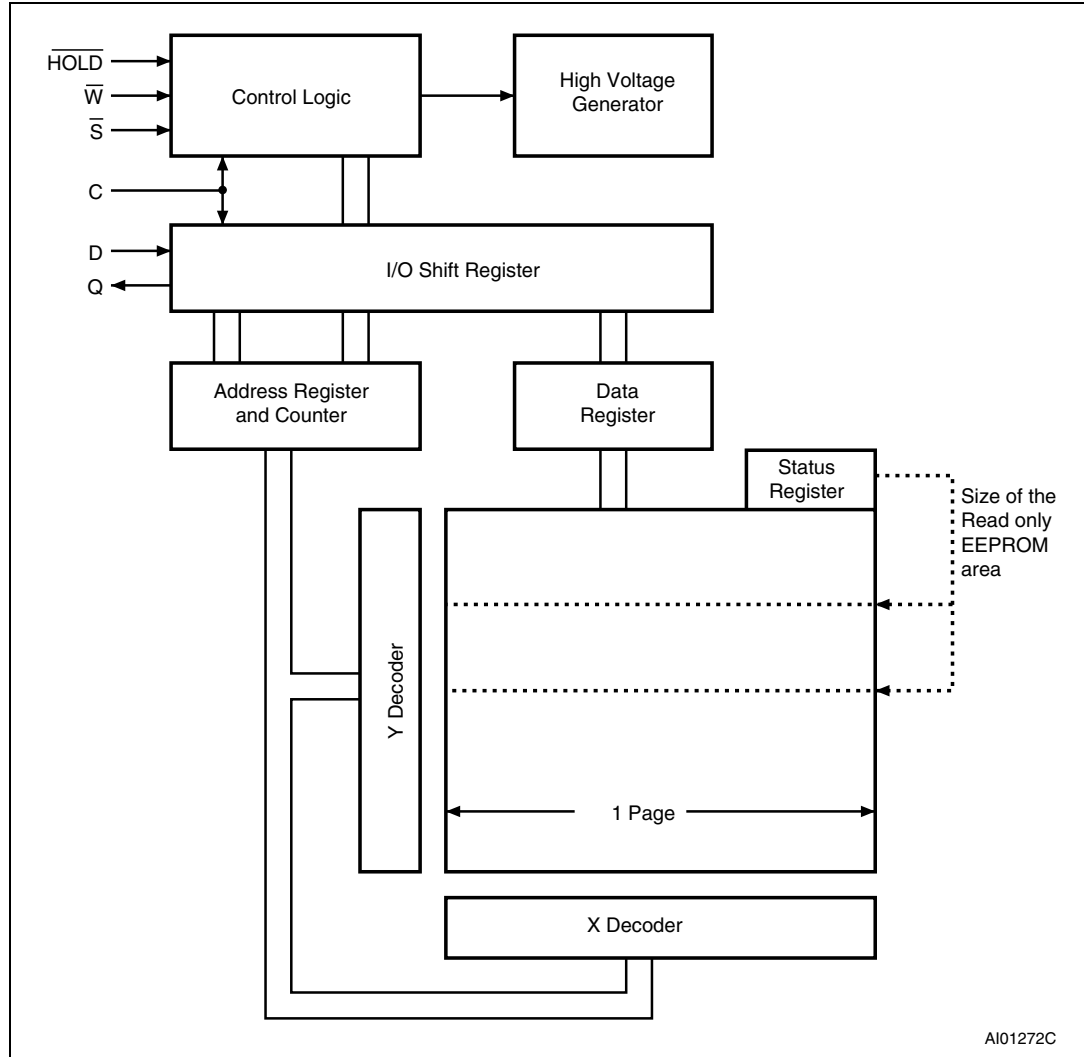 HOLD
W
S
C
D
Q
Control Logic
High Voltage
Generator
I/O Shift Register
Address Register
and Counter
Data
Register
Status
Register
Size of the
Read only
EEPROM
area
Y Decoder
1 Page
X Decoder
AI01272C